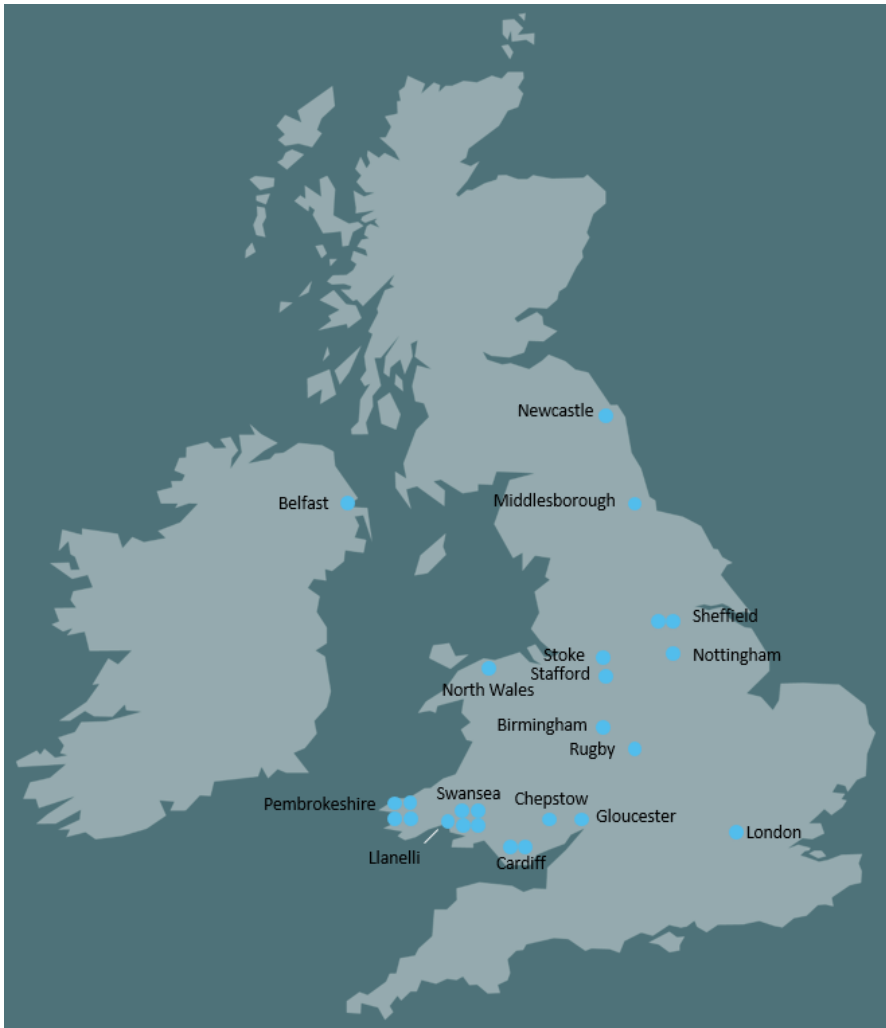 Newcastle
Belfast
Middlesborough
Sheffield
Stoke
Nottingham
Stafford
North Wales
Birmingham
Rugby
Swansea
Chepstow
Pembrokeshire
Gloucester
London
Llanelli
Cardiff